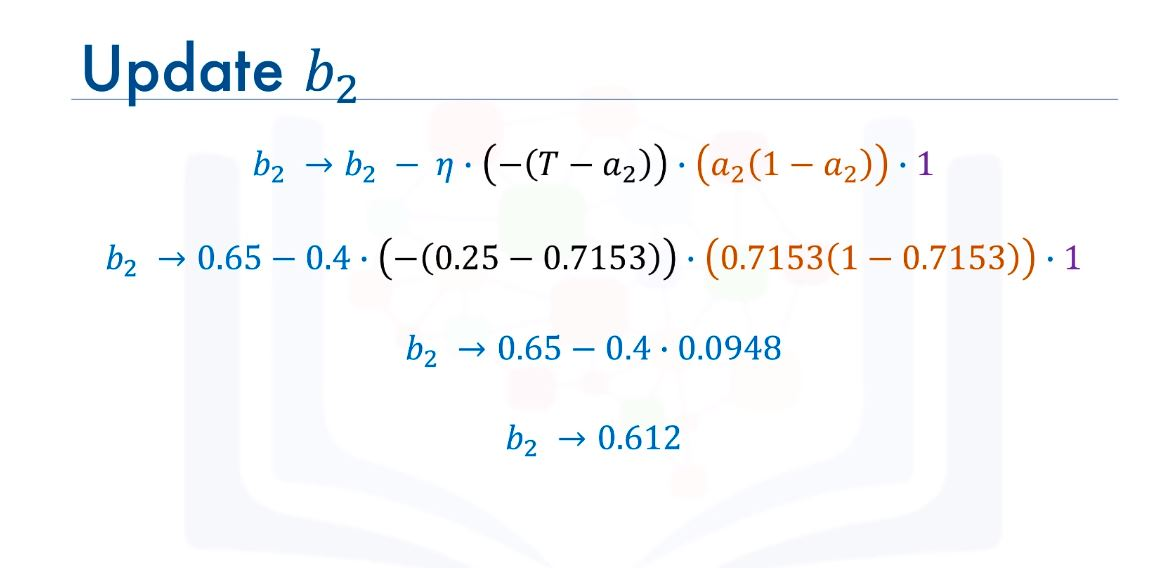 Update b₂
b₂ → b₂ − η · (−(T − a₂)) · (a₂(1 − a₂)) · 1
b₂ → 0.65 − 0.4 · (−(0.25 − 0.7153)) · (0.7153(1 − 0.7153)) · 1
b₂ → 0.65 − 0.4 · 0.0948
b₂ → 0.612